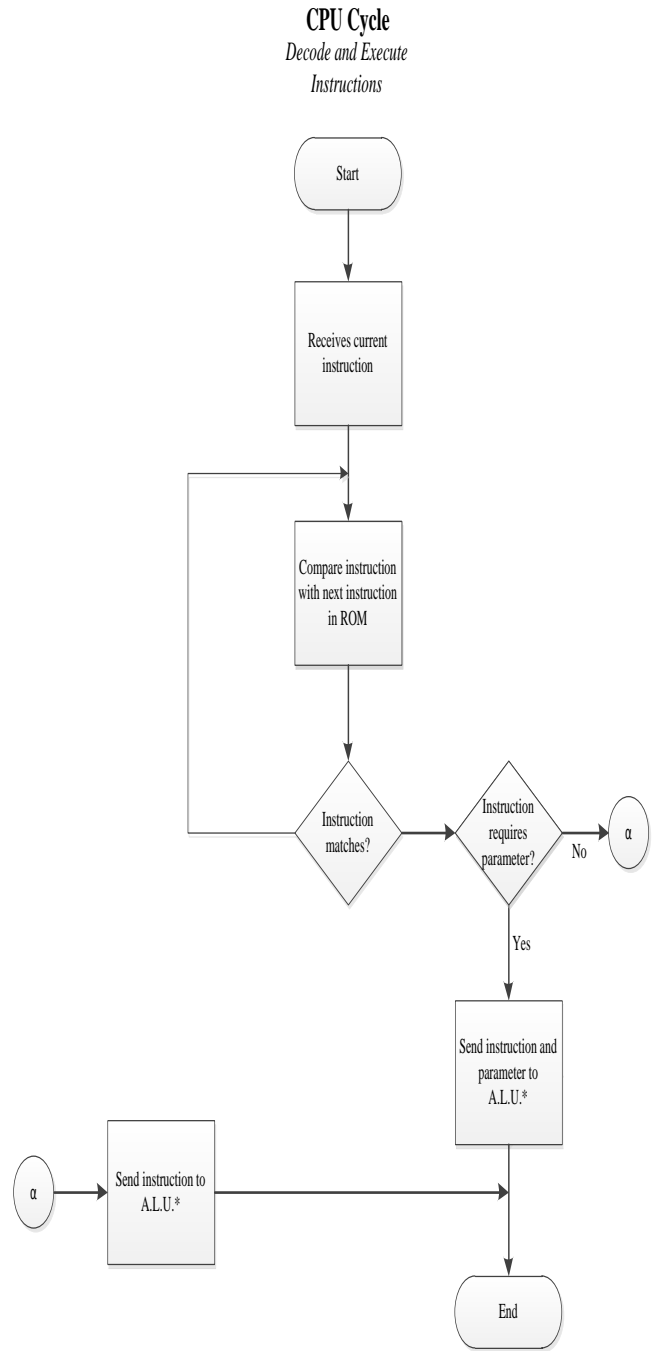 CPU Cycle
Decode and Execute
Instructions
Start
Receives current
instruction
Compare instruction
with next instruction
in ROM
Instruction
matches?
Instruction
requires
parameter?
No
α
Yes
Send instruction and
parameter to
A.L.U.*
α
Send instruction to
A.L.U.*
End